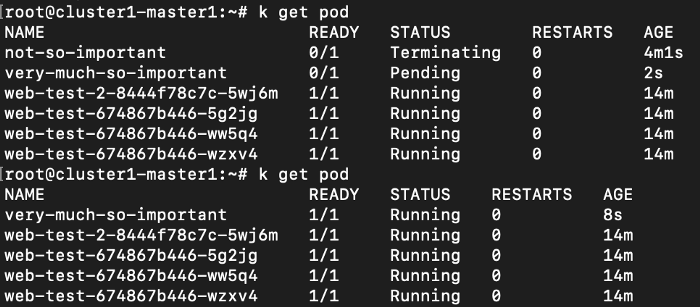 [root@cluster1-master1:~# k get pod
NAME READY STATUS RESTARTS AGE
not-so-important 0/1 Terminating 0 4m1s
very-much-so-important 0/1 Pending 0 2s
web-test-2-8444f78c7c-5wj6m 1/1 Running 0 14m
web-test-674867b446-5g2jg 1/1 Running 0 14m
web-test-674867b446-ww5q4 1/1 Running 0 14m
web-test-674867b446-wzxv4 1/1 Running 0 14m
[root@cluster1-master1:~# k get pod
NAME READY STATUS RESTARTS AGE
very-much-so-important 1/1 Running 0 8s
web-test-2-8444f78c7c-5wj6m 1/1 Running 0 14m
web-test-674867b446-5g2jg 1/1 Running 0 14m
web-test-674867b446-ww5q4 1/1 Running 0 14m
web-test-674867b446-wzxv4 1/1 Running 0 14m